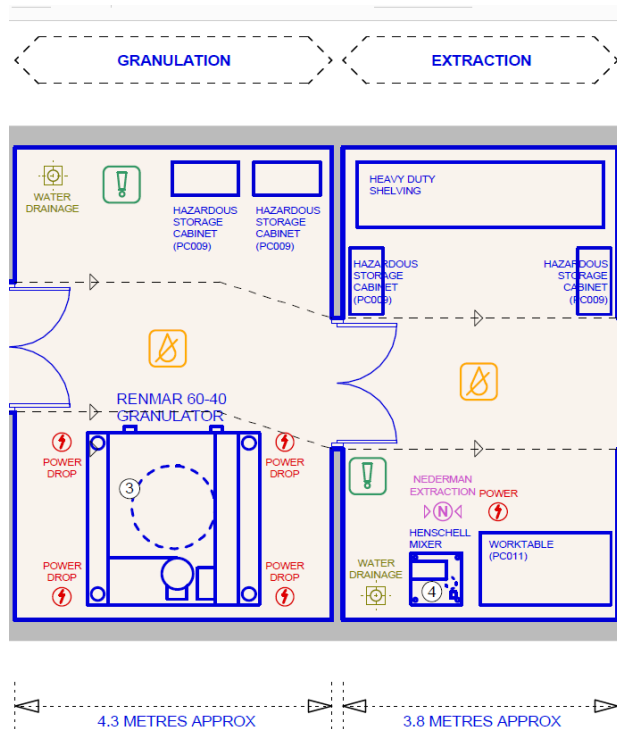 GRANULATION
EXTRACTION
WATER
DRAINAGE
HAZARDOUS
STORAGE
CABINET
(PC009)
HAZARDOUS
STORAGE
CABINET
(PC009)
HEAVY DUTY
SHELVING
HAZARDOUS
STORAGE
CABINET
(PC009)
HAZARDOUS
STORAGE
CABINET
(PC009)
RENMAR 60-40
GRANULATOR
POWER
DROP
POWER
DROP
3
POWER
DROP
POWER
DROP
NEDERMAN
EXTRACTION
N
POWER
HENSCHELL
MIXER
WORKTABLE
(PC011)
WATER
DRAINAGE
4
4.3 METRES APPROX
3.8 METRES APPROX